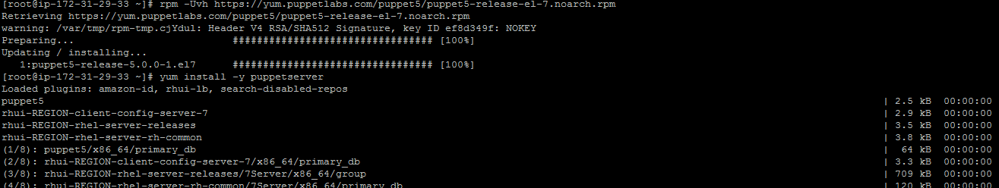 [root@ip-172-31-29-33 ~]# rpm -Uvh https://yum.puppetlabs.com/puppet5/puppet5-release-el-7.noarch.rpm
Retrieving https://yum.puppetlabs.com/puppet5/puppet5-release-el-7.noarch.rpm
warning: /var/tmp/rpm-tmp.cjYdul: Header V4 RSA/SHA512 Signature, key ID ef8d349f: NOKEY
Preparing... ################################# [100%]
Updating / installing...
1:puppet5-release-5.0.0-1.el7 ################################# [100%]
[root@ip-172-31-29-33 ~]# yum install -y puppetserver
Loaded plugins: amazon-id, rhui-lb, search-disabled-repos
puppet5 | 2.5 kB 00:00:00
rhui-REGION-client-config-server-7 | 2.9 kB 00:00:00
rhui-REGION-rhel-server-releases | 3.5 kB 00:00:00
rhui-REGION-rhel-server-rh-common | 3.8 kB 00:00:00
(1/8): puppet5/x86_64/primary_db | 64 kB 00:00:00
(2/8): rhui-REGION-client-config-server-7/x86_64/primary_db | 3.3 kB 00:00:00
(3/8): rhui-REGION-rhel-server-releases/7Server/x86_64/group | 709 kB 00:00:00
(4/8): rhui-REGION-rhel-server-rh-common/7Server/x86_64/primary_db | 120 kB 00:00:00